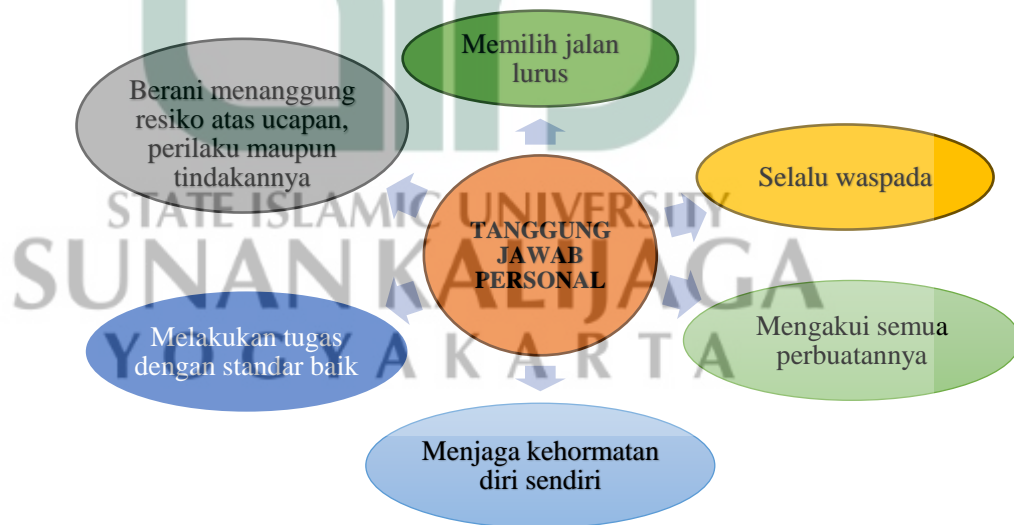 Memilih jalan
lurus
Berani menanggung
resiko atas ucapan,
perilaku maupun
tindakannya
Selalu waspada
TANGGUNG
JAWAB
PERSONAL
Mengakui semua
perbuatannya
Melakukan tugas
dengan standar baik
Menjaga kehormatan
diri sendiri
STATE ISLAMIC UNIVERSITY
SUNAN KALIJAGA
YOGYAKARTA